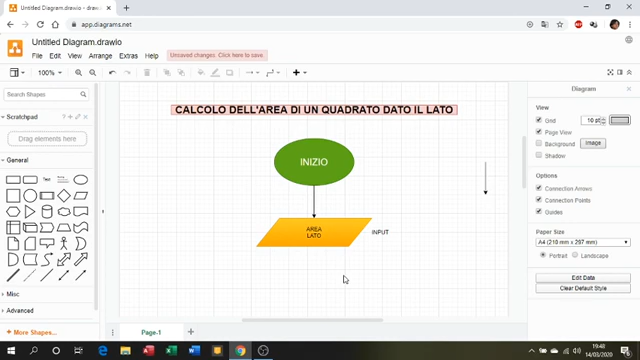 Untitled Diagram.drawio - draw.io
app.diagrams.net
Untitled Diagram.drawio
File Edit View Arrange Extras Help
Unsaved changes. Click here to save.
100%
Search Shapes
Scratchpad
Drag elements here
General
Text
Misc
Advanced
+ More Shapes...
CALCOLO DELL'AREA DI UN QUADRATO DATO IL LATO
INIZIO
AREA
LATO
INPUT
Page-1
Diagram
View
Grid
10 pt
Page View
Background
Image
Shadow
Options
Connection Arrows
Connection Points
Guides
Paper Size
A4 (210 mm x 297 mm)
Portrait
Landscape
Edit Data
Clear Default Style
19:48
14/03/2020